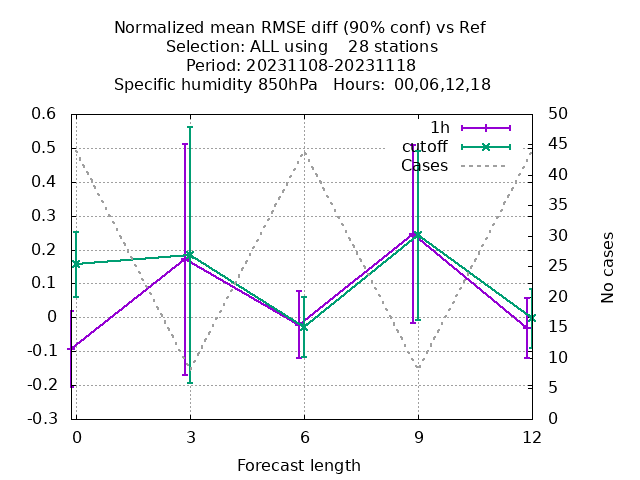 Normalized mean RMSE diff (90% conf) vs Ref
Selection: ALL using    28 stations
Period: 20231108-20231118
Specific humidity 850hPa   Hours: 00,06,12,18
0.6
0.5
0.4
0.3
0.2
0.1
0
-0.1
-0.2
-0.3
1h
cutoff
Cases
50
45
40
35
30
25
20
15
10
5
0
No cases
0 3 6 9 12
Forecast length